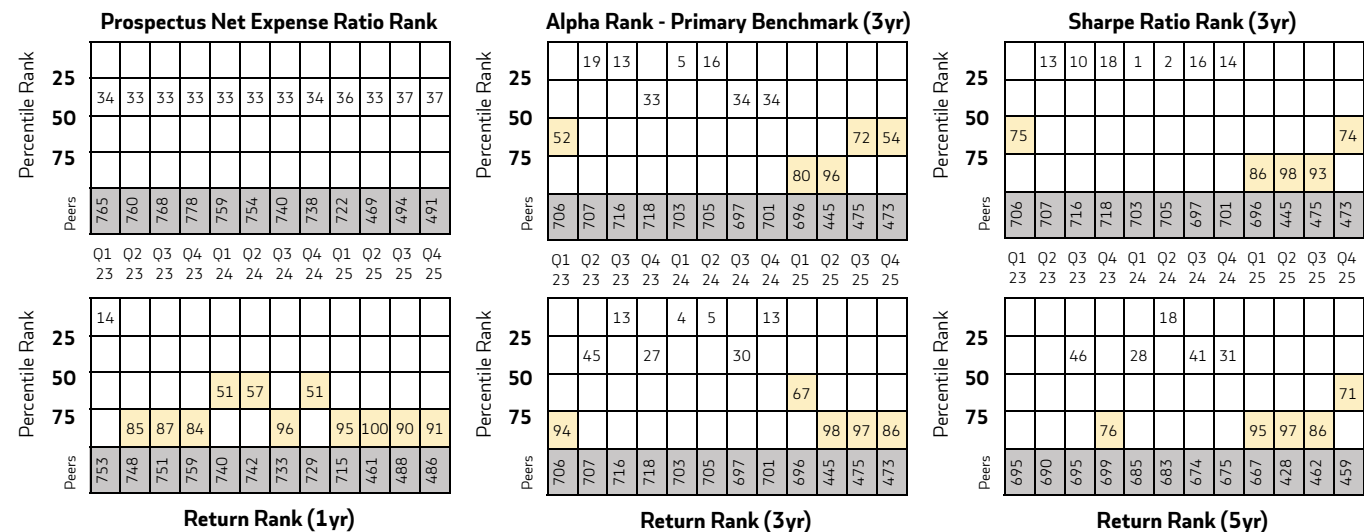 Prospectus Net Expense Ratio Rank
Percentile Rank
25
50
75
34 33 33 33 33 33 33 34 36 33 37 37
Peers
765 760 768 778 759 754 740 738 722 469 494 491
Q1 Q2 Q3 Q4 Q1 Q2 Q3 Q4 Q1 Q2 Q3 Q4
23 23 23 23 24 24 24 24 25 25 25 25
Alpha Rank - Primary Benchmark (3yr)
Percentile Rank
19 13 5 16
25
33 34 34
50
52 72 54
75
80 96
Peers
706 707 716 718 703 705 697 701 696 445 475 473
Q1 Q2 Q3 Q4 Q1 Q2 Q3 Q4 Q1 Q2 Q3 Q4
23 23 23 23 24 24 24 24 25 25 25 25
Sharpe Ratio Rank (3yr)
Percentile Rank
13 10 18 1 2 16 14
25
50
75 74
75
86 98 93
Peers
706 707 716 718 703 705 697 701 696 445 475 473
Q1 Q2 Q3 Q4 Q1 Q2 Q3 Q4 Q1 Q2 Q3 Q4
23 23 23 23 24 24 24 24 25 25 25 25
Percentile Rank
14
25
50
51 57 51
75
85 87 84 96 95 100 90 91
Peers
753 748 751 759 740 742 733 729 715 461 488 486
Return Rank (1yr)
Percentile Rank
13 4 5 13
25
45 27 30
50
67
75
94 98 97 86
Peers
706 707 716 718 703 705 697 701 696 445 475 473
Return Rank (3yr)
Percentile Rank
18
25
46 28 41 31
50
71
75
76 95 97 86
Peers
695 690 695 699 685 683 674 675 667 428 462 459
Return Rank (5yr)